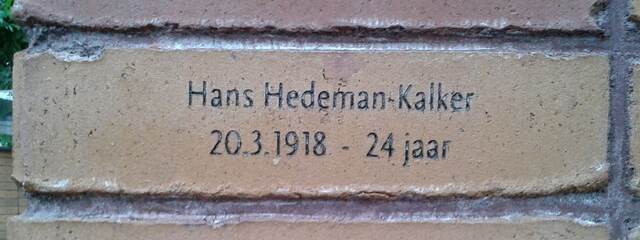 Hans Hedeman-Kalker
20.3.1918 - 24 jaar